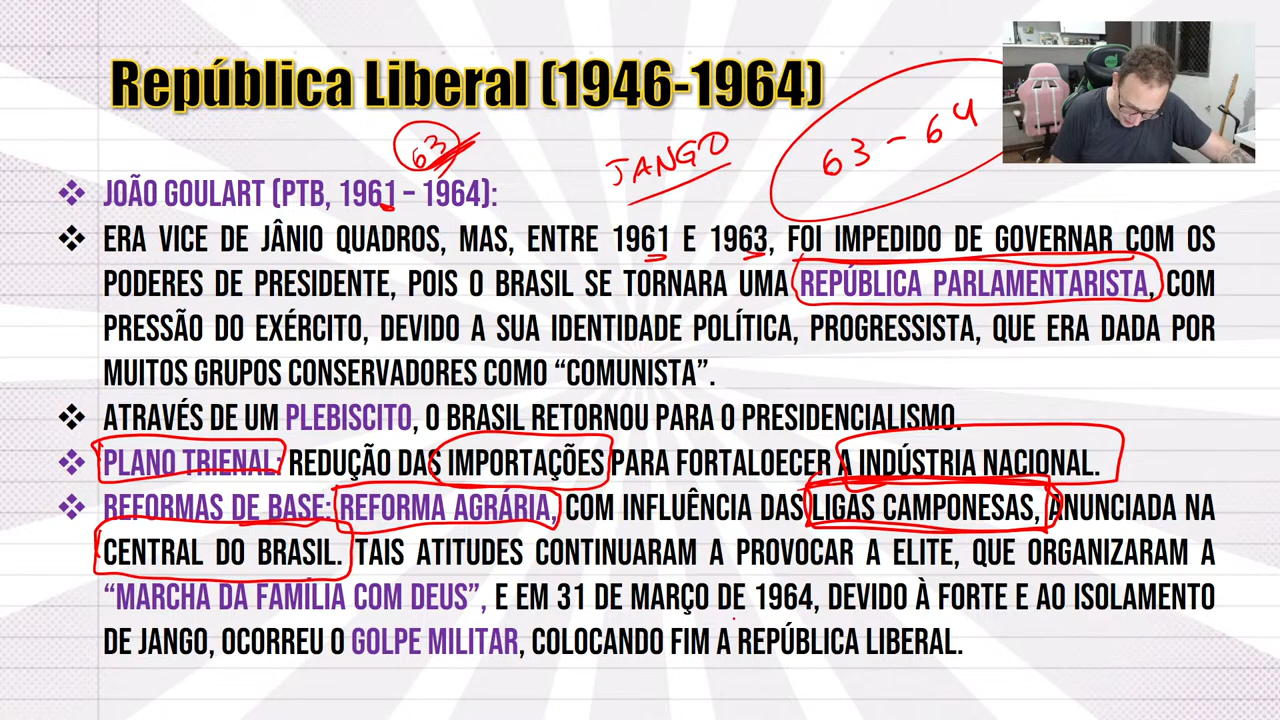 República Liberal (1946-1964)
63
JANGO
63 - 64
JOÃO GOULART (PTB, 1961 – 1964):
ERA VICE DE JÂNIO QUADROS, MAS, ENTRE 1961 E 1963, FOI IMPEDIDO DE GOVERNAR COM OS
PODERES DE PRESIDENTE, POIS O BRASIL SE TORNARA UMA REPÚBLICA PARLAMENTARISTA, COM
PRESSÃO DO EXÉRCITO, DEVIDO A SUA IDENTIDADE POLÍTICA, PROGRESSISTA, QUE ERA DADA POR
MUITOS GRUPOS CONSERVADORES COMO “COMUNISTA”.
ATRAVÉS DE UM PLEBISCITO, O BRASIL RETORNOU PARA O PRESIDENCIALISMO.
PLANO TRIENAL: REDUÇÃO DAS IMPORTAÇÕES PARA FORTALOECER A INDÚSTRIA NACIONAL.
REFORMAS DE BASE: REFORMA AGRÁRIA, COM INFLUÊNCIA DAS LIGAS CAMPONESAS, ANUNCIADA NA
CENTRAL DO BRASIL. TAIS ATITUDES CONTINUARAM A PROVOCAR A ELITE, QUE ORGANIZARAM A
“MARCHA DA FAMÍLIA COM DEUS”, E EM 31 DE MARÇO DE 1964, DEVIDO À FORTE E AO ISOLAMENTO
DE JANGO, OCORREU O GOLPE MILITAR, COLOCANDO FIM A REPÚBLICA LIBERAL.